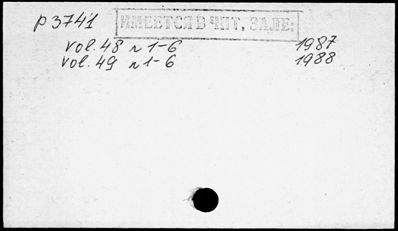 р 3741
ИМЕЕТСЯ В ЧИТ. ЗАЛЕ.
vol. 48 n 1-6 1987
vol. 49 n 1-6 1988